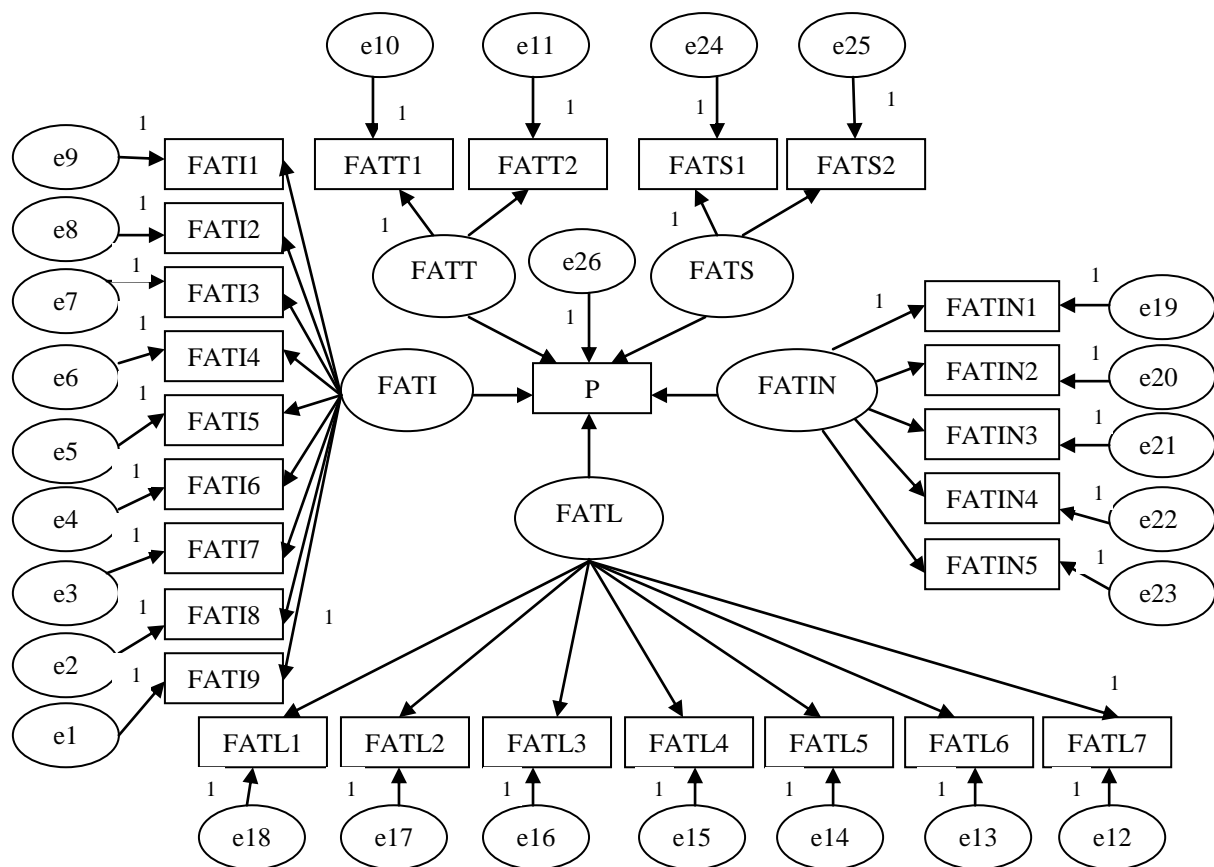 e10
e11
e24
e25
1
1
1
1
1
e9
FATI1
FATT1
FATT2
FATS1
FATS2
1
e8
FATI2
1
1
FATT
e26
FATS
1
e7
FATI3
1
1
1
FATIN1
e19
1
e6
FATI4
FATI
P
FATIN
FATIN2
1
e20
1
e5
FATI5
FATIN3
1
e21
1
e4
FATI6
FATL
FATIN4
1
e22
1
e3
FATI7
FATIN5
1
e23
1
e2
FATI8
1
1
e1
FATI9
1
FATL1
FATL2
FATL3
FATL4
FATL5
FATL6
FATL7
1
1
1
1
1
1
1
e18
e17
e16
e15
e14
e13
e12